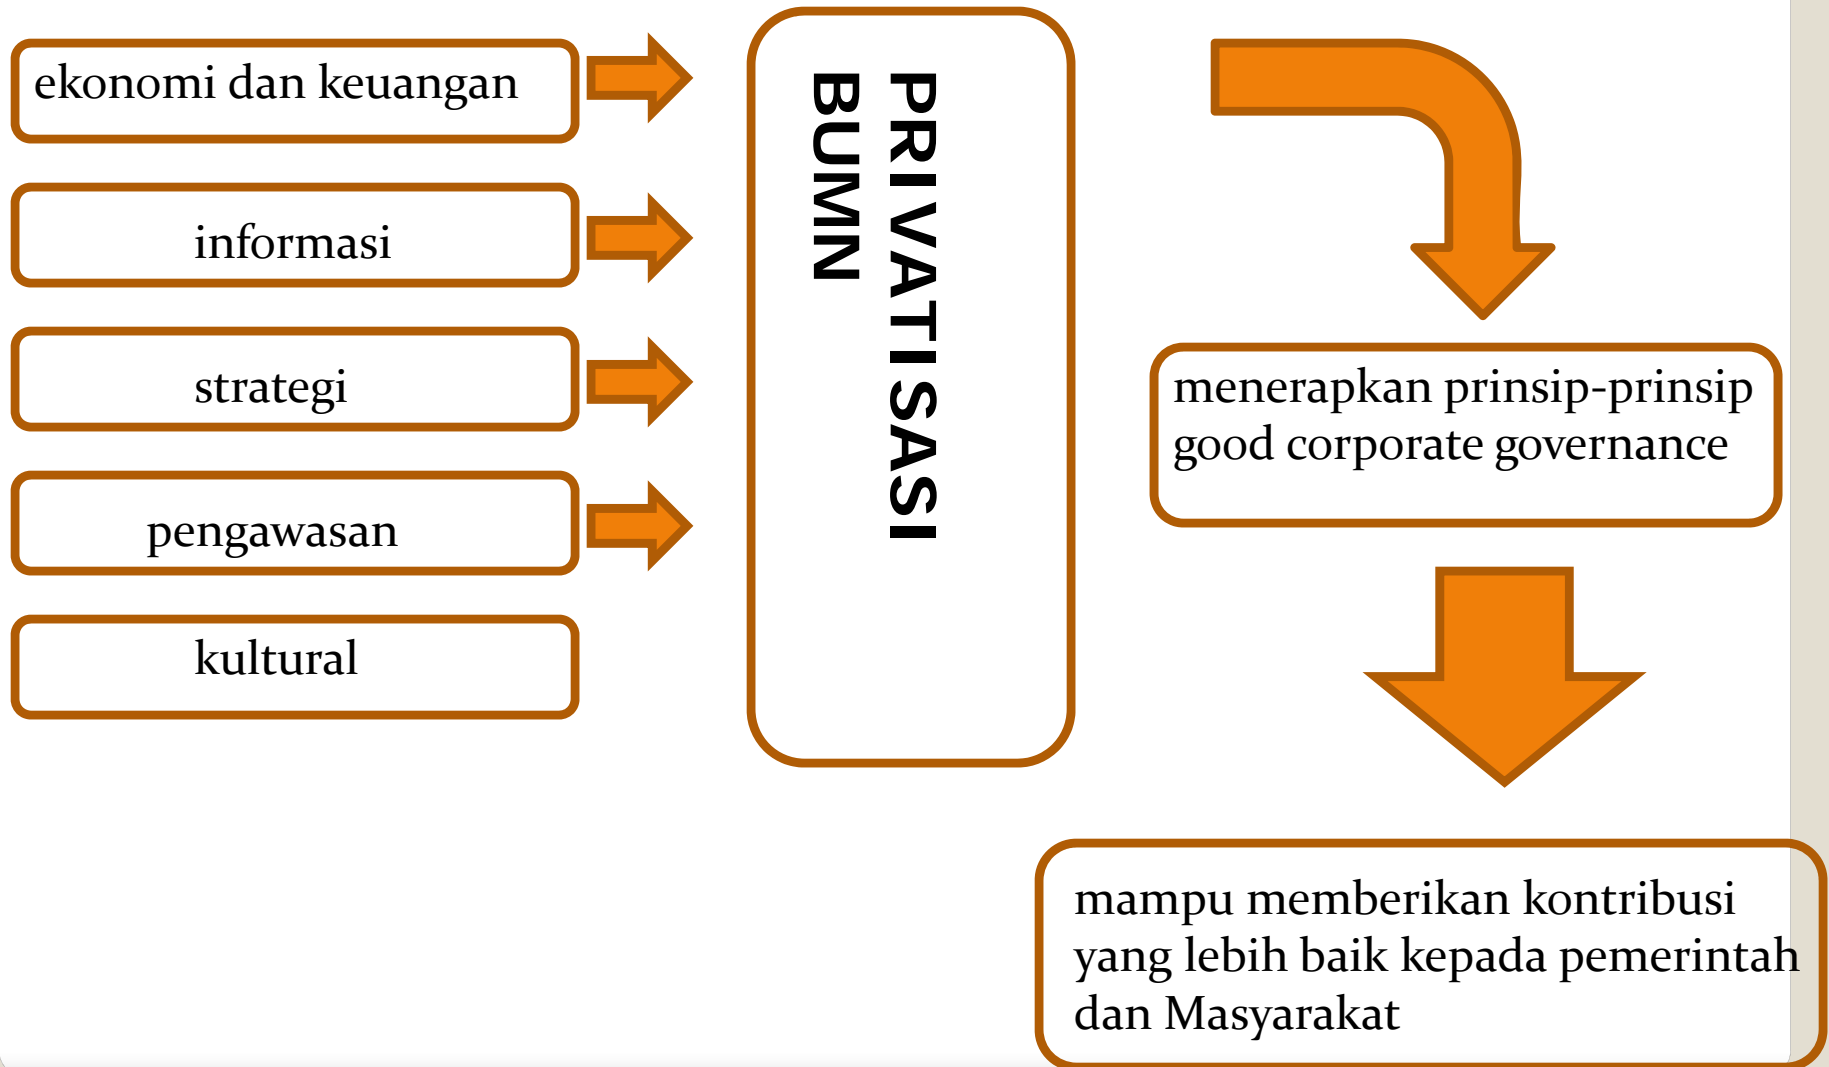 ekonomi dan keuangan
informasi
strategi
pengawasan
kultural
PRIVATISASI
BUMN
menerapkan prinsip-prinsip
good corporate governance
mampu memberikan kontribusi
yang lebih baik kepada pemerintah
dan Masyarakat